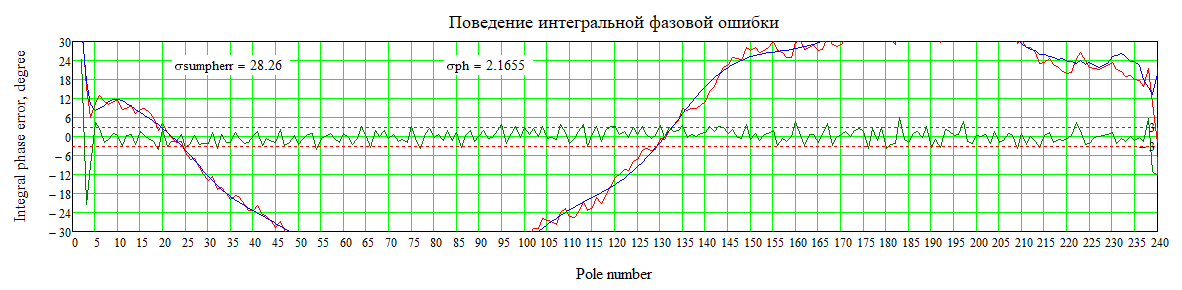 Поведение интегральной фазовой ошибки
30
24
18
12
6
0
− 6
− 12
− 18
− 24
− 30
σsumpherr = 28.26
σph = 2.1655
3
− 3
Integral phase error, degree
0 5 10 15 20 25 30 35 40 45 50 55 60 65 70 75 80 85 90 95 100 105 110 115 120 125 130 135 140 145 150 155 160 165 170 175 180 185 190 195 200 205 210 215 220 225 230 235 240
Pole number